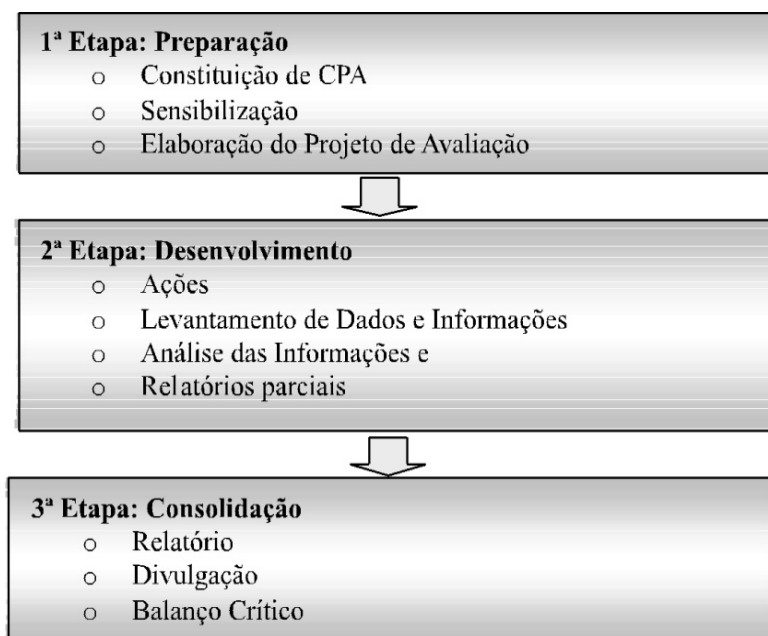 1ª Etapa: Preparação
o Constituição de CPA
o Sensibilização
o Elaboração do Projeto de Avaliação
2ª Etapa: Desenvolvimento
o Ações
o Levantamento de Dados e Informações
o Análise das Informações e
o Relatórios parciais
3ª Etapa: Consolidação
o Relatório
o Divulgação
o Balanço Crítico